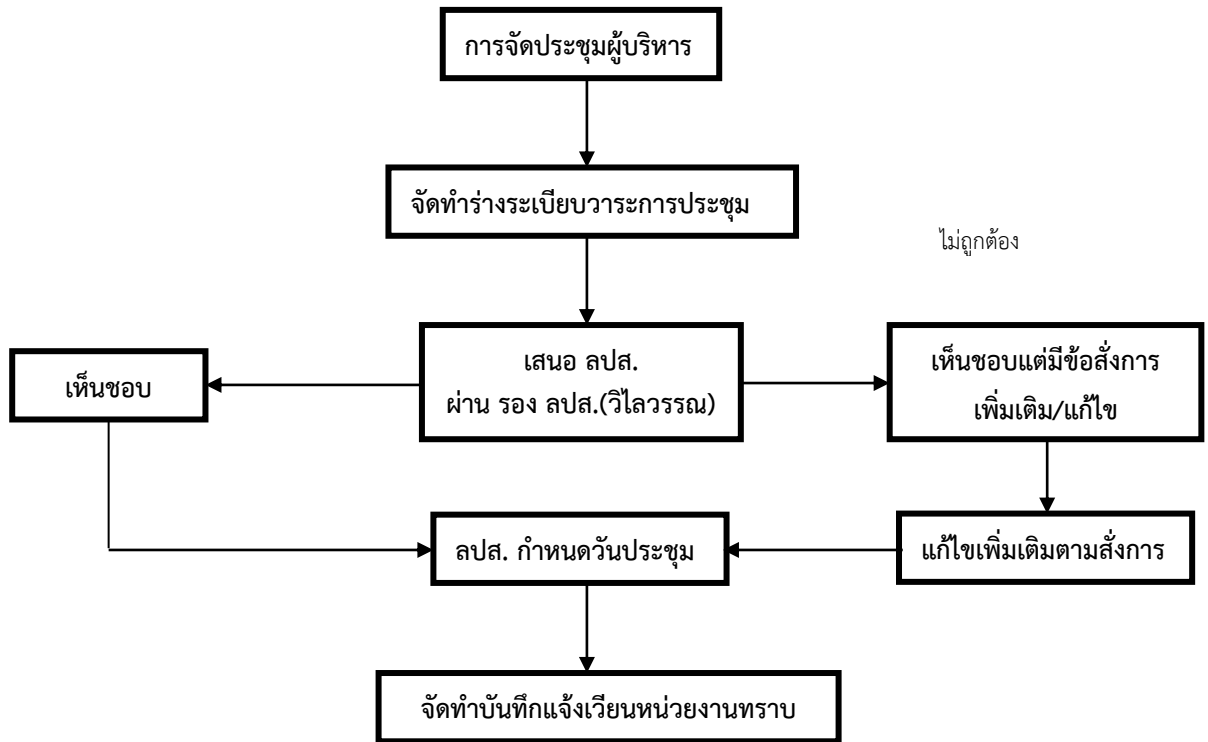 การจัดประชุมผู้บริหาร
จัดทำร่างระเบียบวาระการประชุม
ไม่ถูกต้อง
เห็นชอบ
เสนอ ลปส.
ผ่าน รอง ลปส.(วิไลวรรณ)
เห็นชอบแต่มีข้อสั่งการ
เพิ่มเติม/แก้ไข
ลปส. กำหนดวันประชุม
แก้ไขเพิ่มเติมตามสั่งการ
จัดทำบันทึกแจ้งเวียนหน่วยงานทราบ